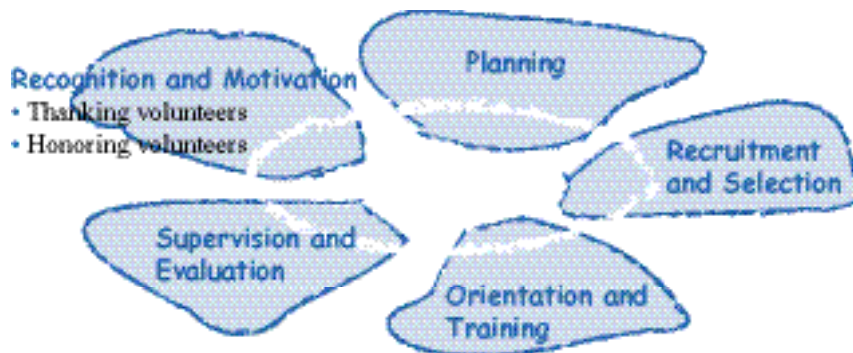 Planning
Recruitment
and Selection
Orientation and
Training
Supervision and
Evaluation
Recognition and Motivation
• Thanking volunteers
• Honoring volunteers